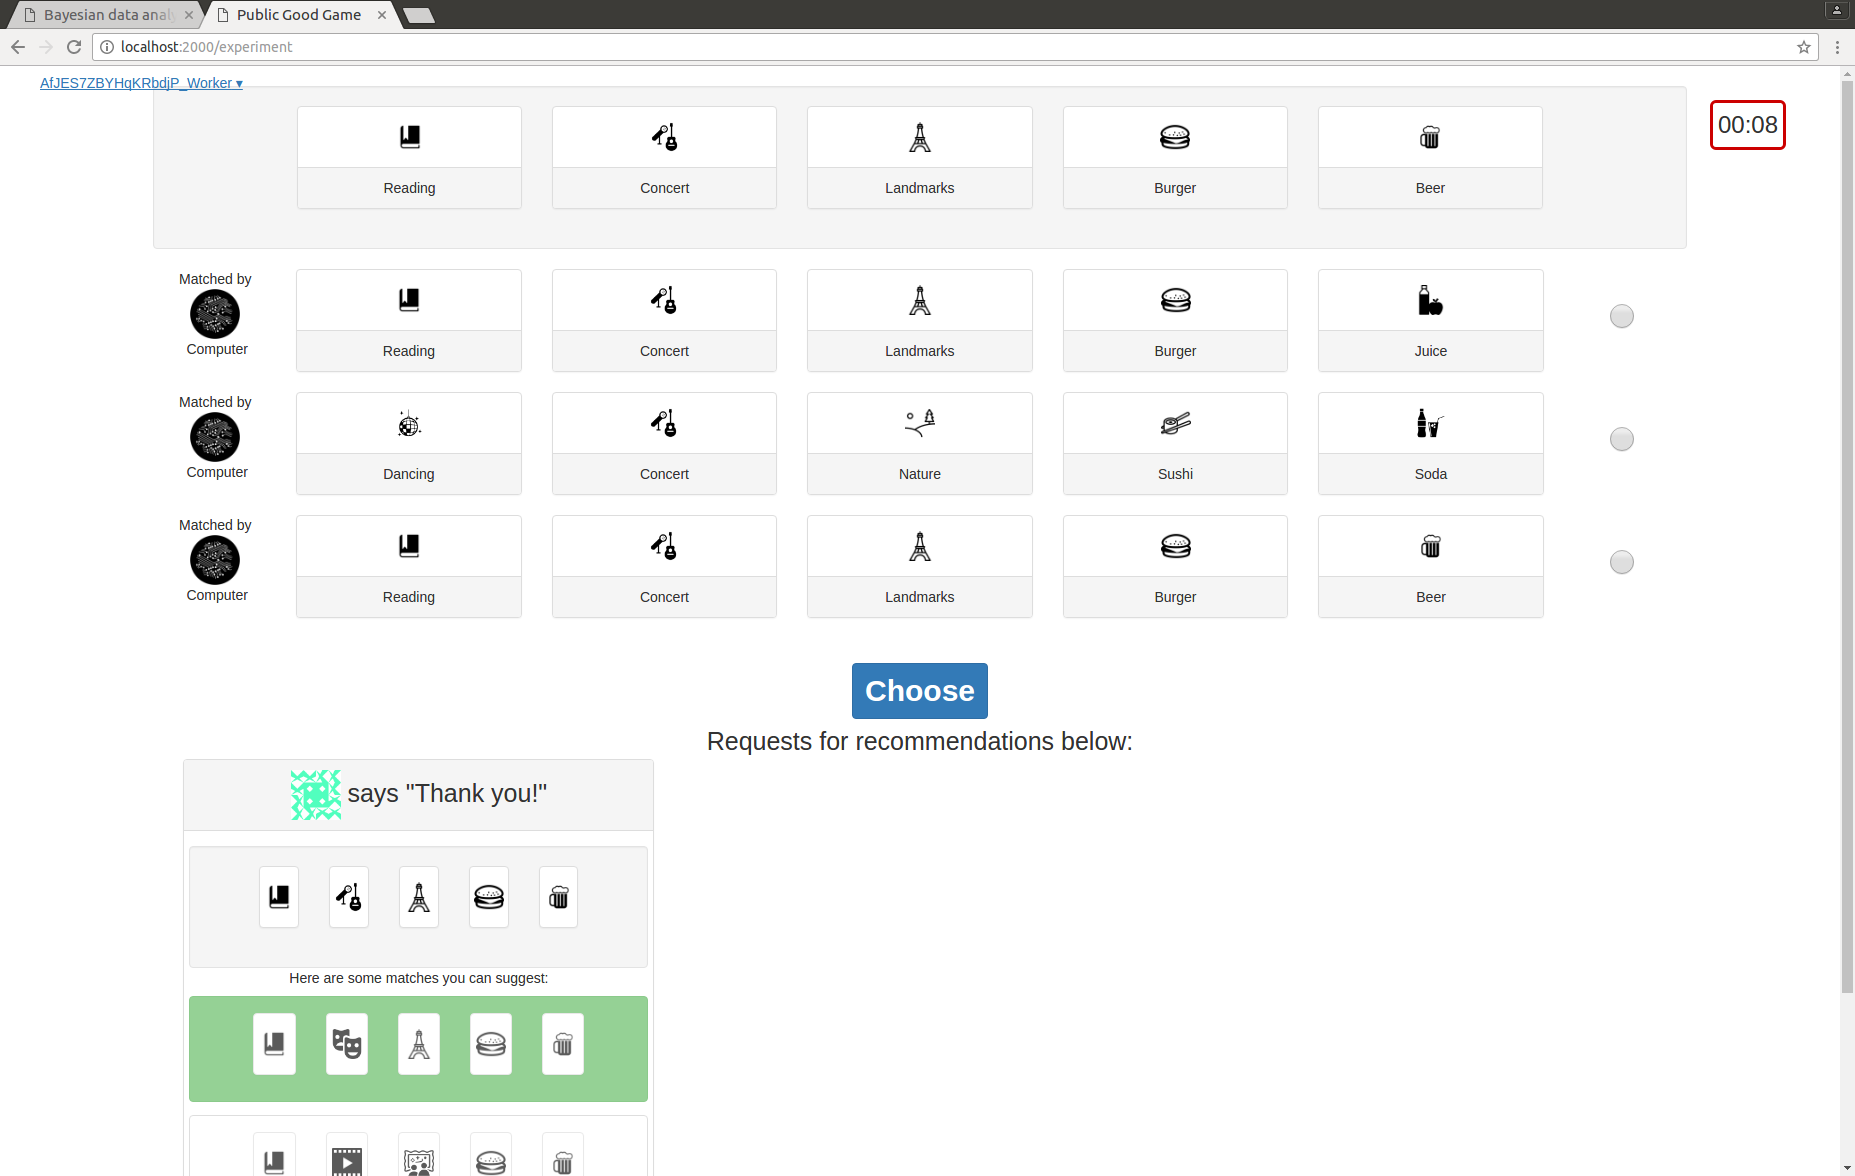 Bayesian data anal
Public Good Game
localhost:2000/experiment
AfJES7ZBYHqKRbdjP_Worker ▾
00:08
Reading
Concert
Landmarks
Burger
Beer
Matched by
Computer
Reading
Concert
Landmarks
Burger
Juice
Matched by
Computer
Dancing
Concert
Nature
Sushi
Soda
Matched by
Computer
Reading
Concert
Landmarks
Burger
Beer
Choose
Requests for recommendations below:
says "Thank you!"
Here are some matches you can suggest: